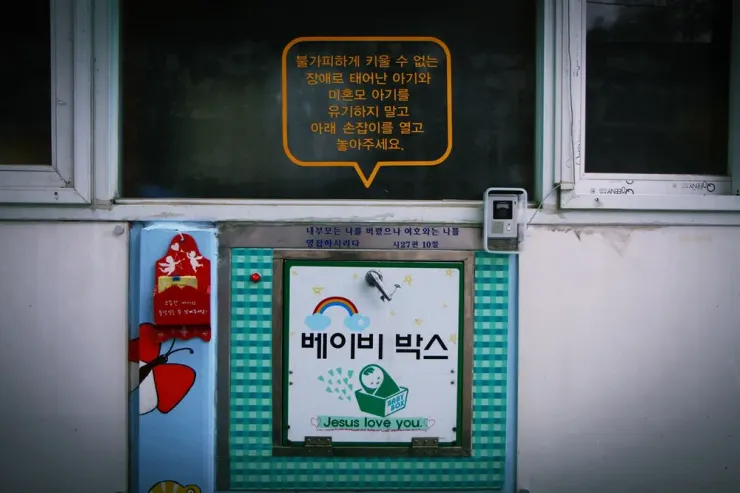 불가피하게 키울 수 없는
장애로 태어난 아기와
미혼모 아기를
유기하지 말고
아래 손잡이를 열고
놓아주세요.
내부모는 나를 버렸으나 여호와는 나를
영접하시리다 시27편 10절
베이비 박스
BABY BOX
Jesus love you.